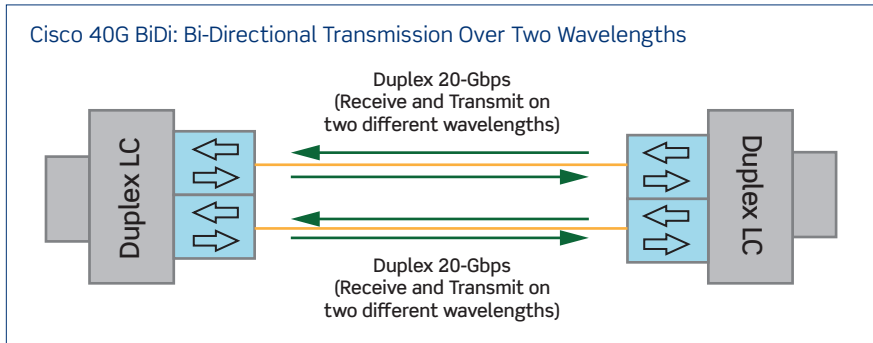 Cisco 40G BiDi: Bi-Directional Transmission Over Two Wavelengths
Duplex 20-Gbps
(Receive and Transmit on
two different wavelengths)
Duplex LC
Duplex LC
Duplex 20-Gbps
(Receive and Transmit on
two different wavelengths)